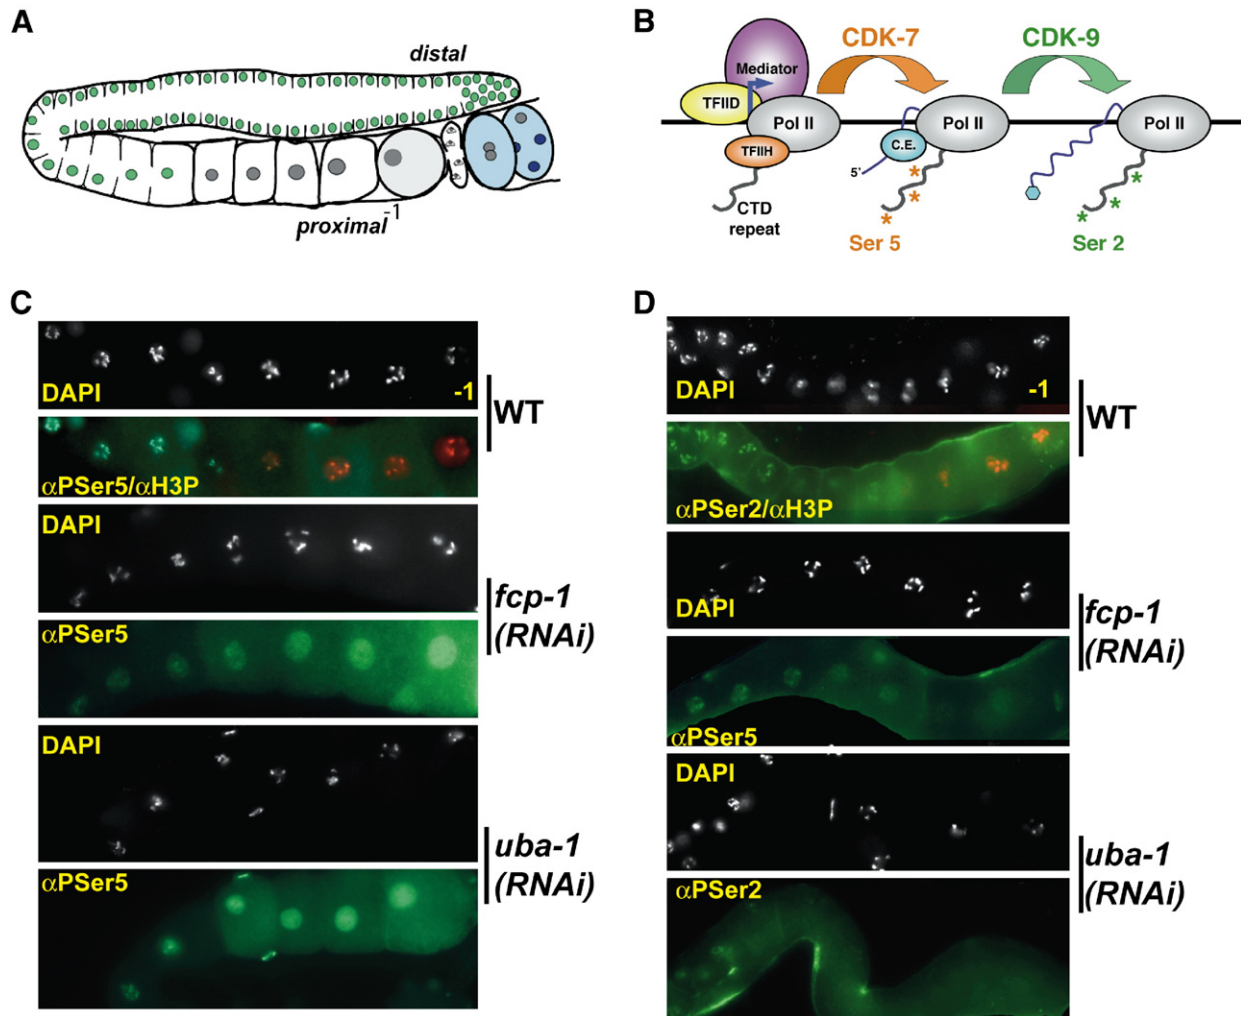 A
distal
proximal
-1
B
CDK-7
CDK-9
Mediator
TFIID
Pol II
Pol II
Pol II
TFIIH
C.E.
5'
CTD
repeat
* * *
Ser 5
* * *
Ser 2
C
DAPI
-1
WT
αPSer5/αH3P
DAPI
fcp-1
(RNAi)
αPSer5
DAPI
uba-1
(RNAi)
αPSer5
D
DAPI
-1
WT
αPSer2/αH3P
DAPI
fcp-1
(RNAi)
αPSer5
DAPI
uba-1
(RNAi)
αPSer2